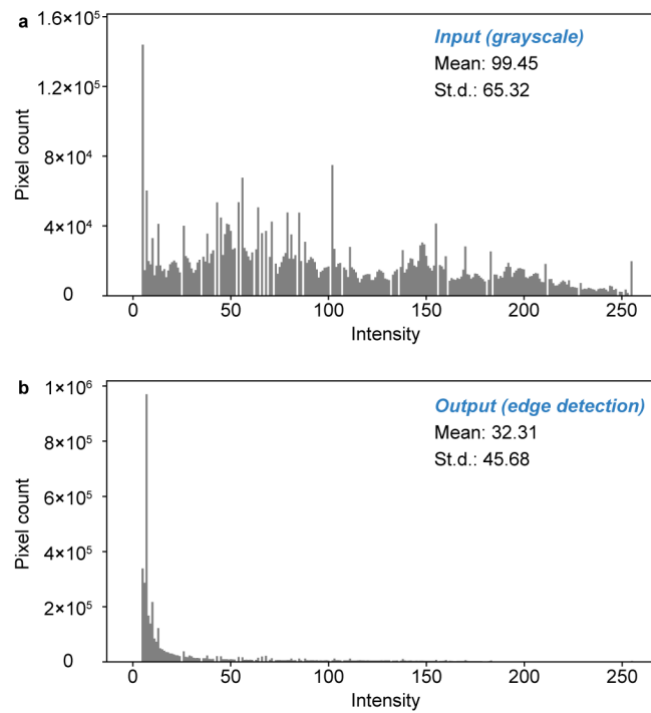 a
1.6×10⁵
1.2×10⁵
8×10⁴
4×10⁴
0
Pixel count
Input (grayscale)
Mean: 99.45
St.d.: 65.32
0 50 100 150 200 250
Intensity
b
1×10⁶
8×10⁵
6×10⁵
4×10⁵
2×10⁵
0
Pixel count
Output (edge detection)
Mean: 32.31
St.d.: 45.68
0 50 100 150 200 250
Intensity